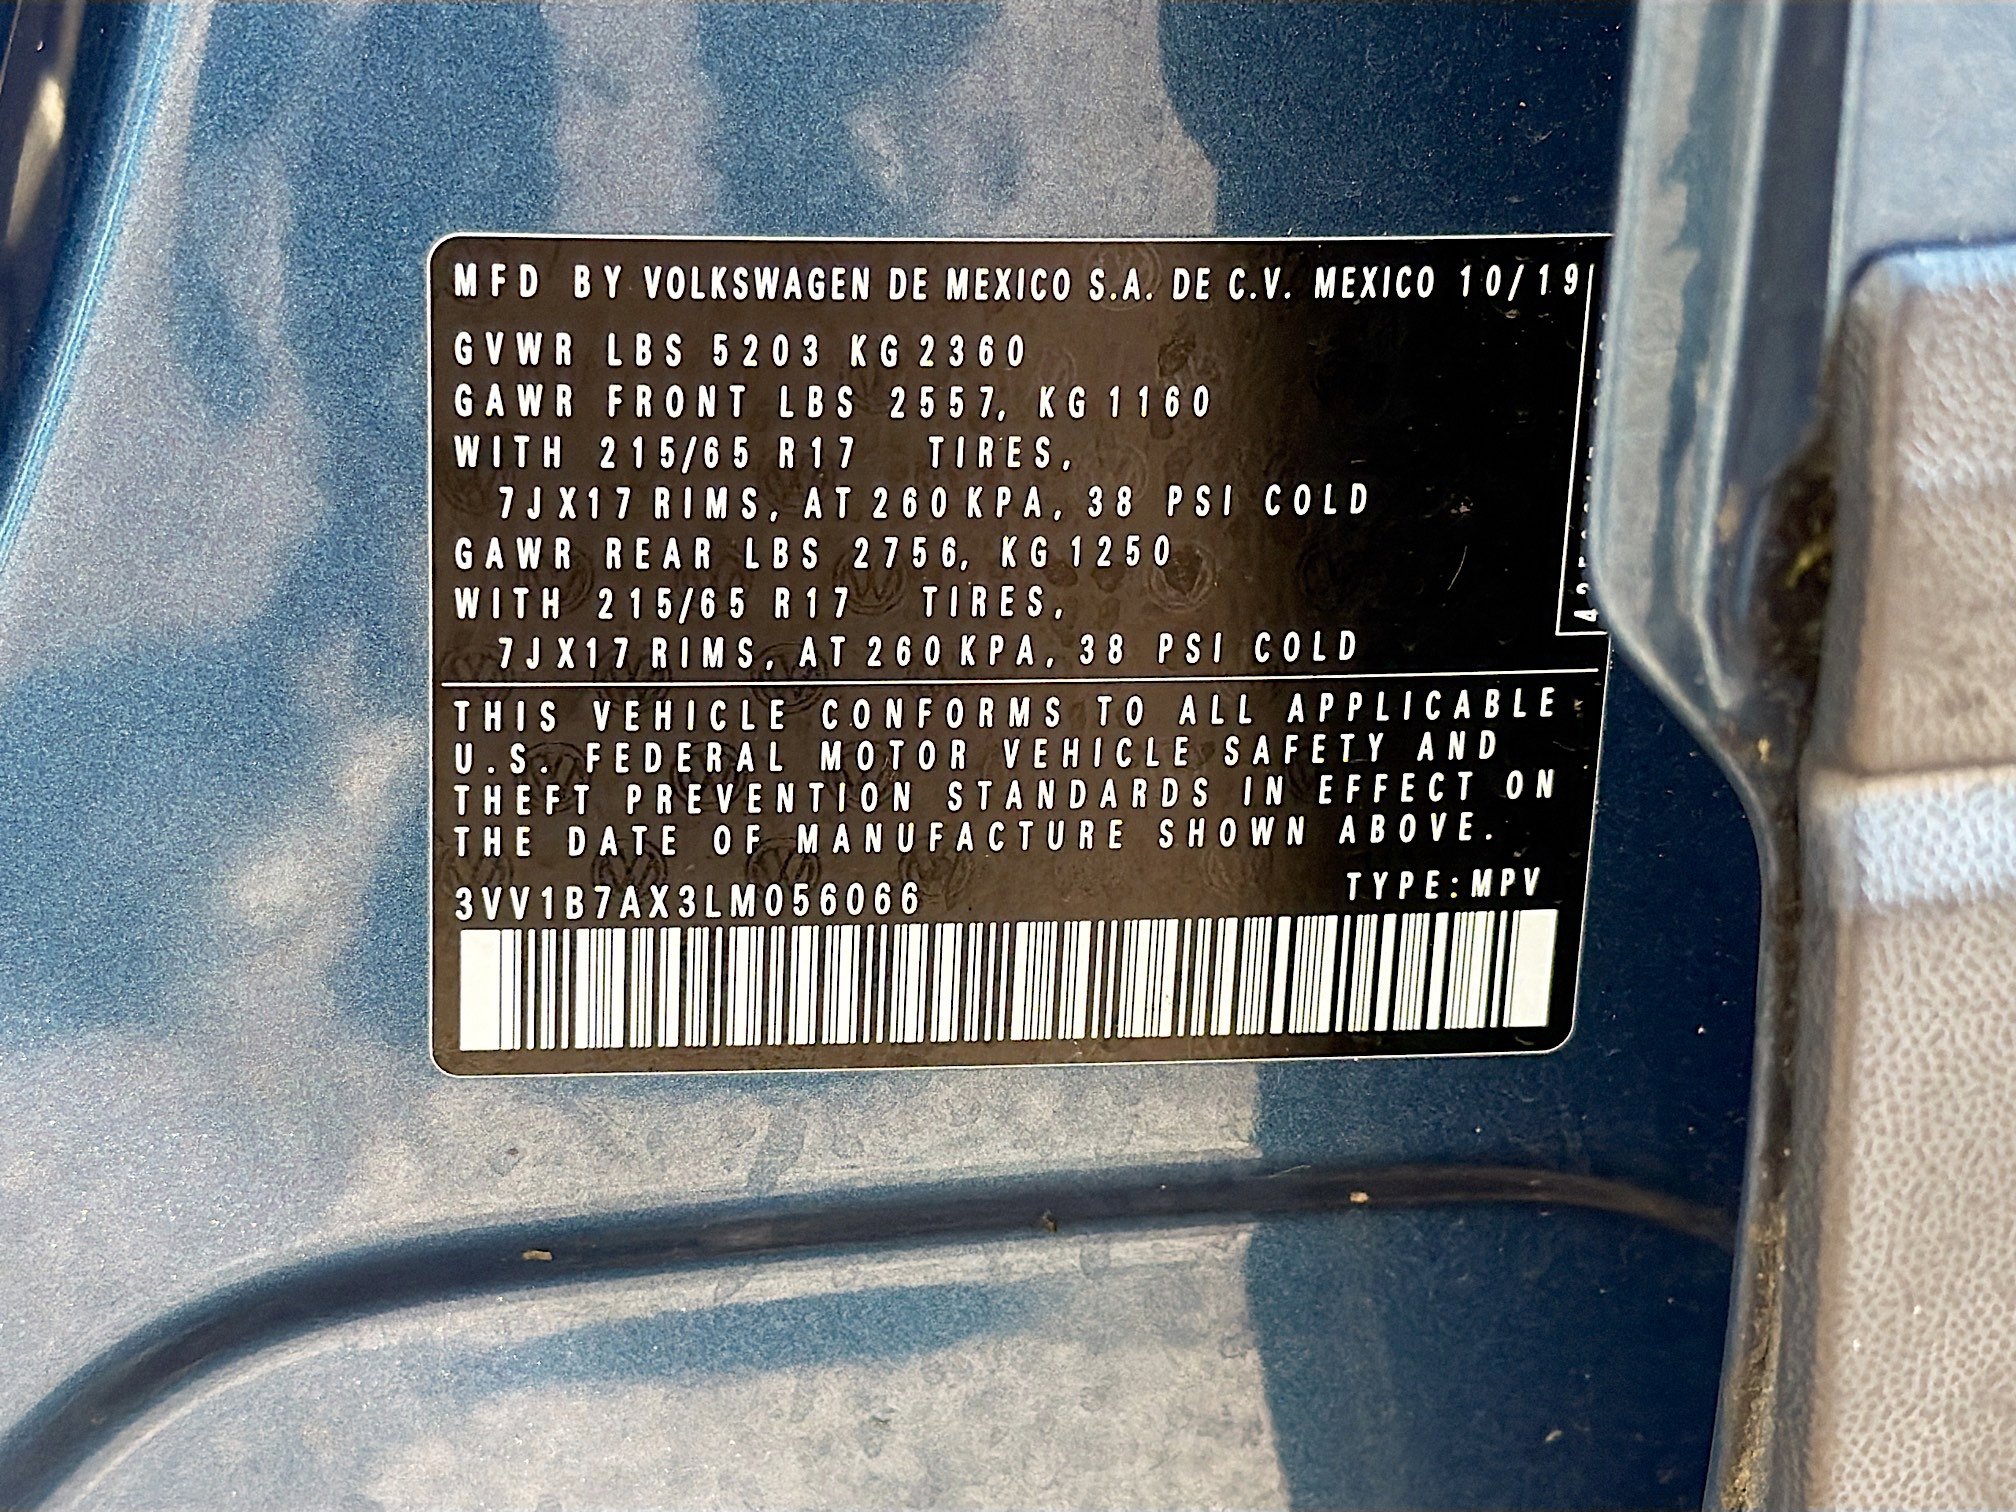 MFD BY VOLKSWAGEN DE MEXICO S.A. DE C.V. MEXICO 10/19
GVWR LBS 5203 KG 2360
GAWR FRONT LBS 2557, KG 1160
WITH 215/65 R17 TIRES,
7JX17 RIMS, AT 260 KPA, 38 PSI COLD
GAWR REAR LBS 2756, KG 1250
WITH 215/65 R17 TIRES,
7JX17 RIMS, AT 260 KPA, 38 PSI COLD
THIS VEHICLE CONFORMS TO ALL APPLICABLE
U.S. FEDERAL MOTOR VEHICLE SAFETY AND
THEFT PREVENTION STANDARDS IN EFFECT ON
THE DATE OF MANUFACTURE SHOWN ABOVE.
3VV1B7AX3LM056066 TYPE:MPV